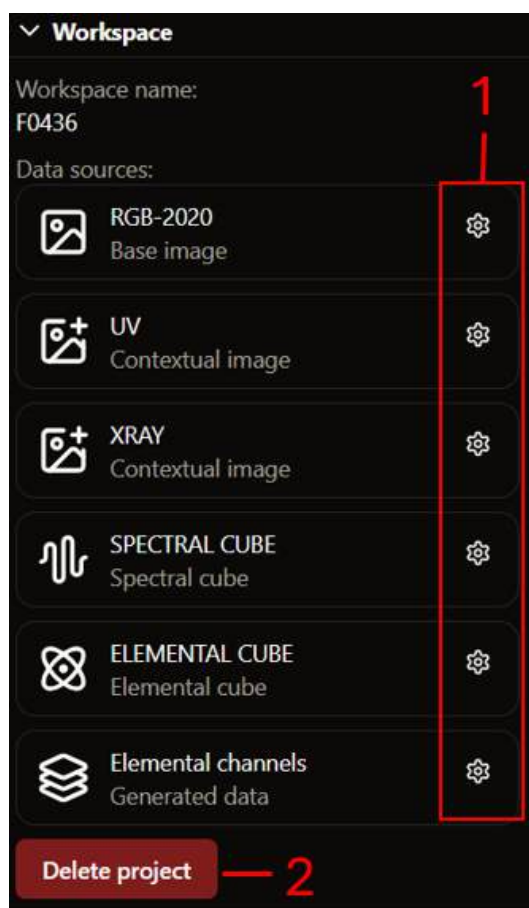 Workspace
Workspace name:
1
F0436
Data sources:
RGB-2020
Base image
UV
Contextual image
XRAY
Contextual image
SPECTRAL CUBE
Spectral cube
ELEMENTAL CUBE
Elemental cube
Elemental channels
Generated data
Delete project
2